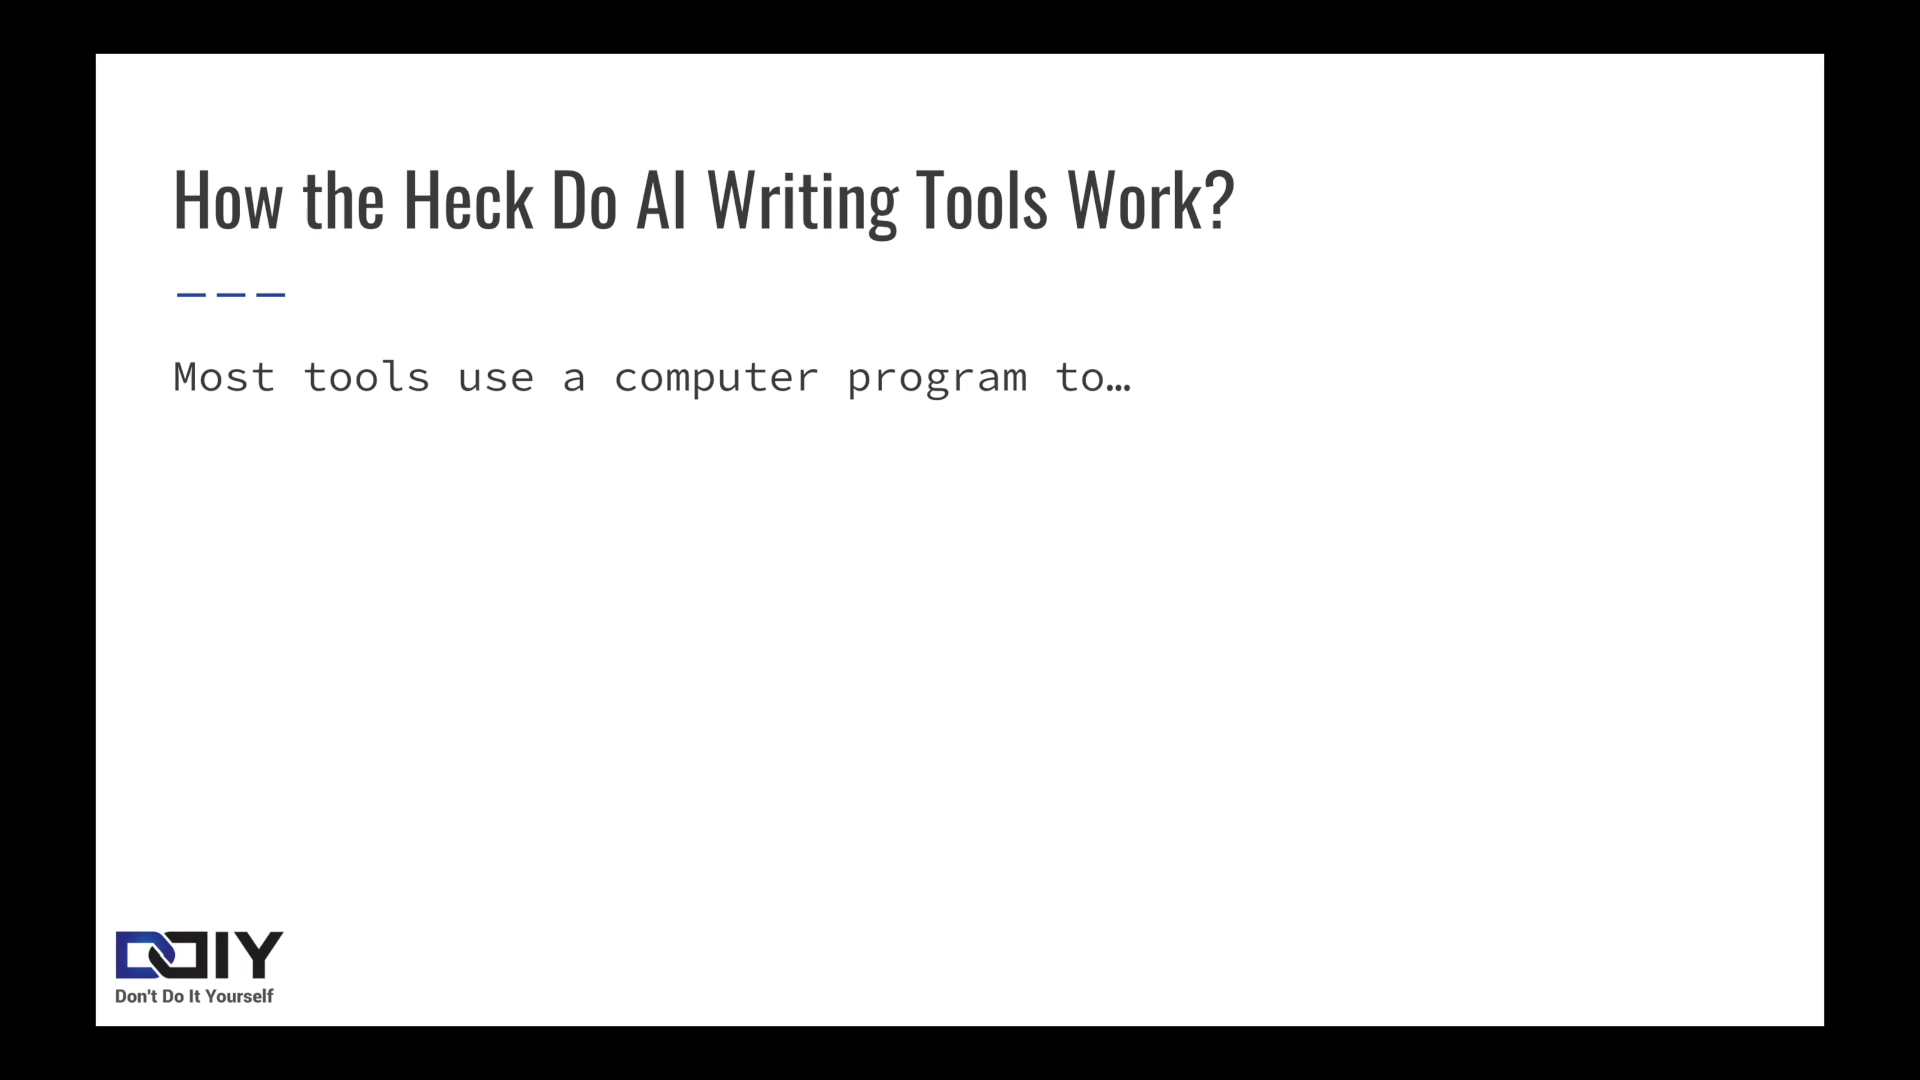 How the Heck Do AI Writing Tools Work?
Most tools use a computer program to…
DDIY
Don't Do It Yourself